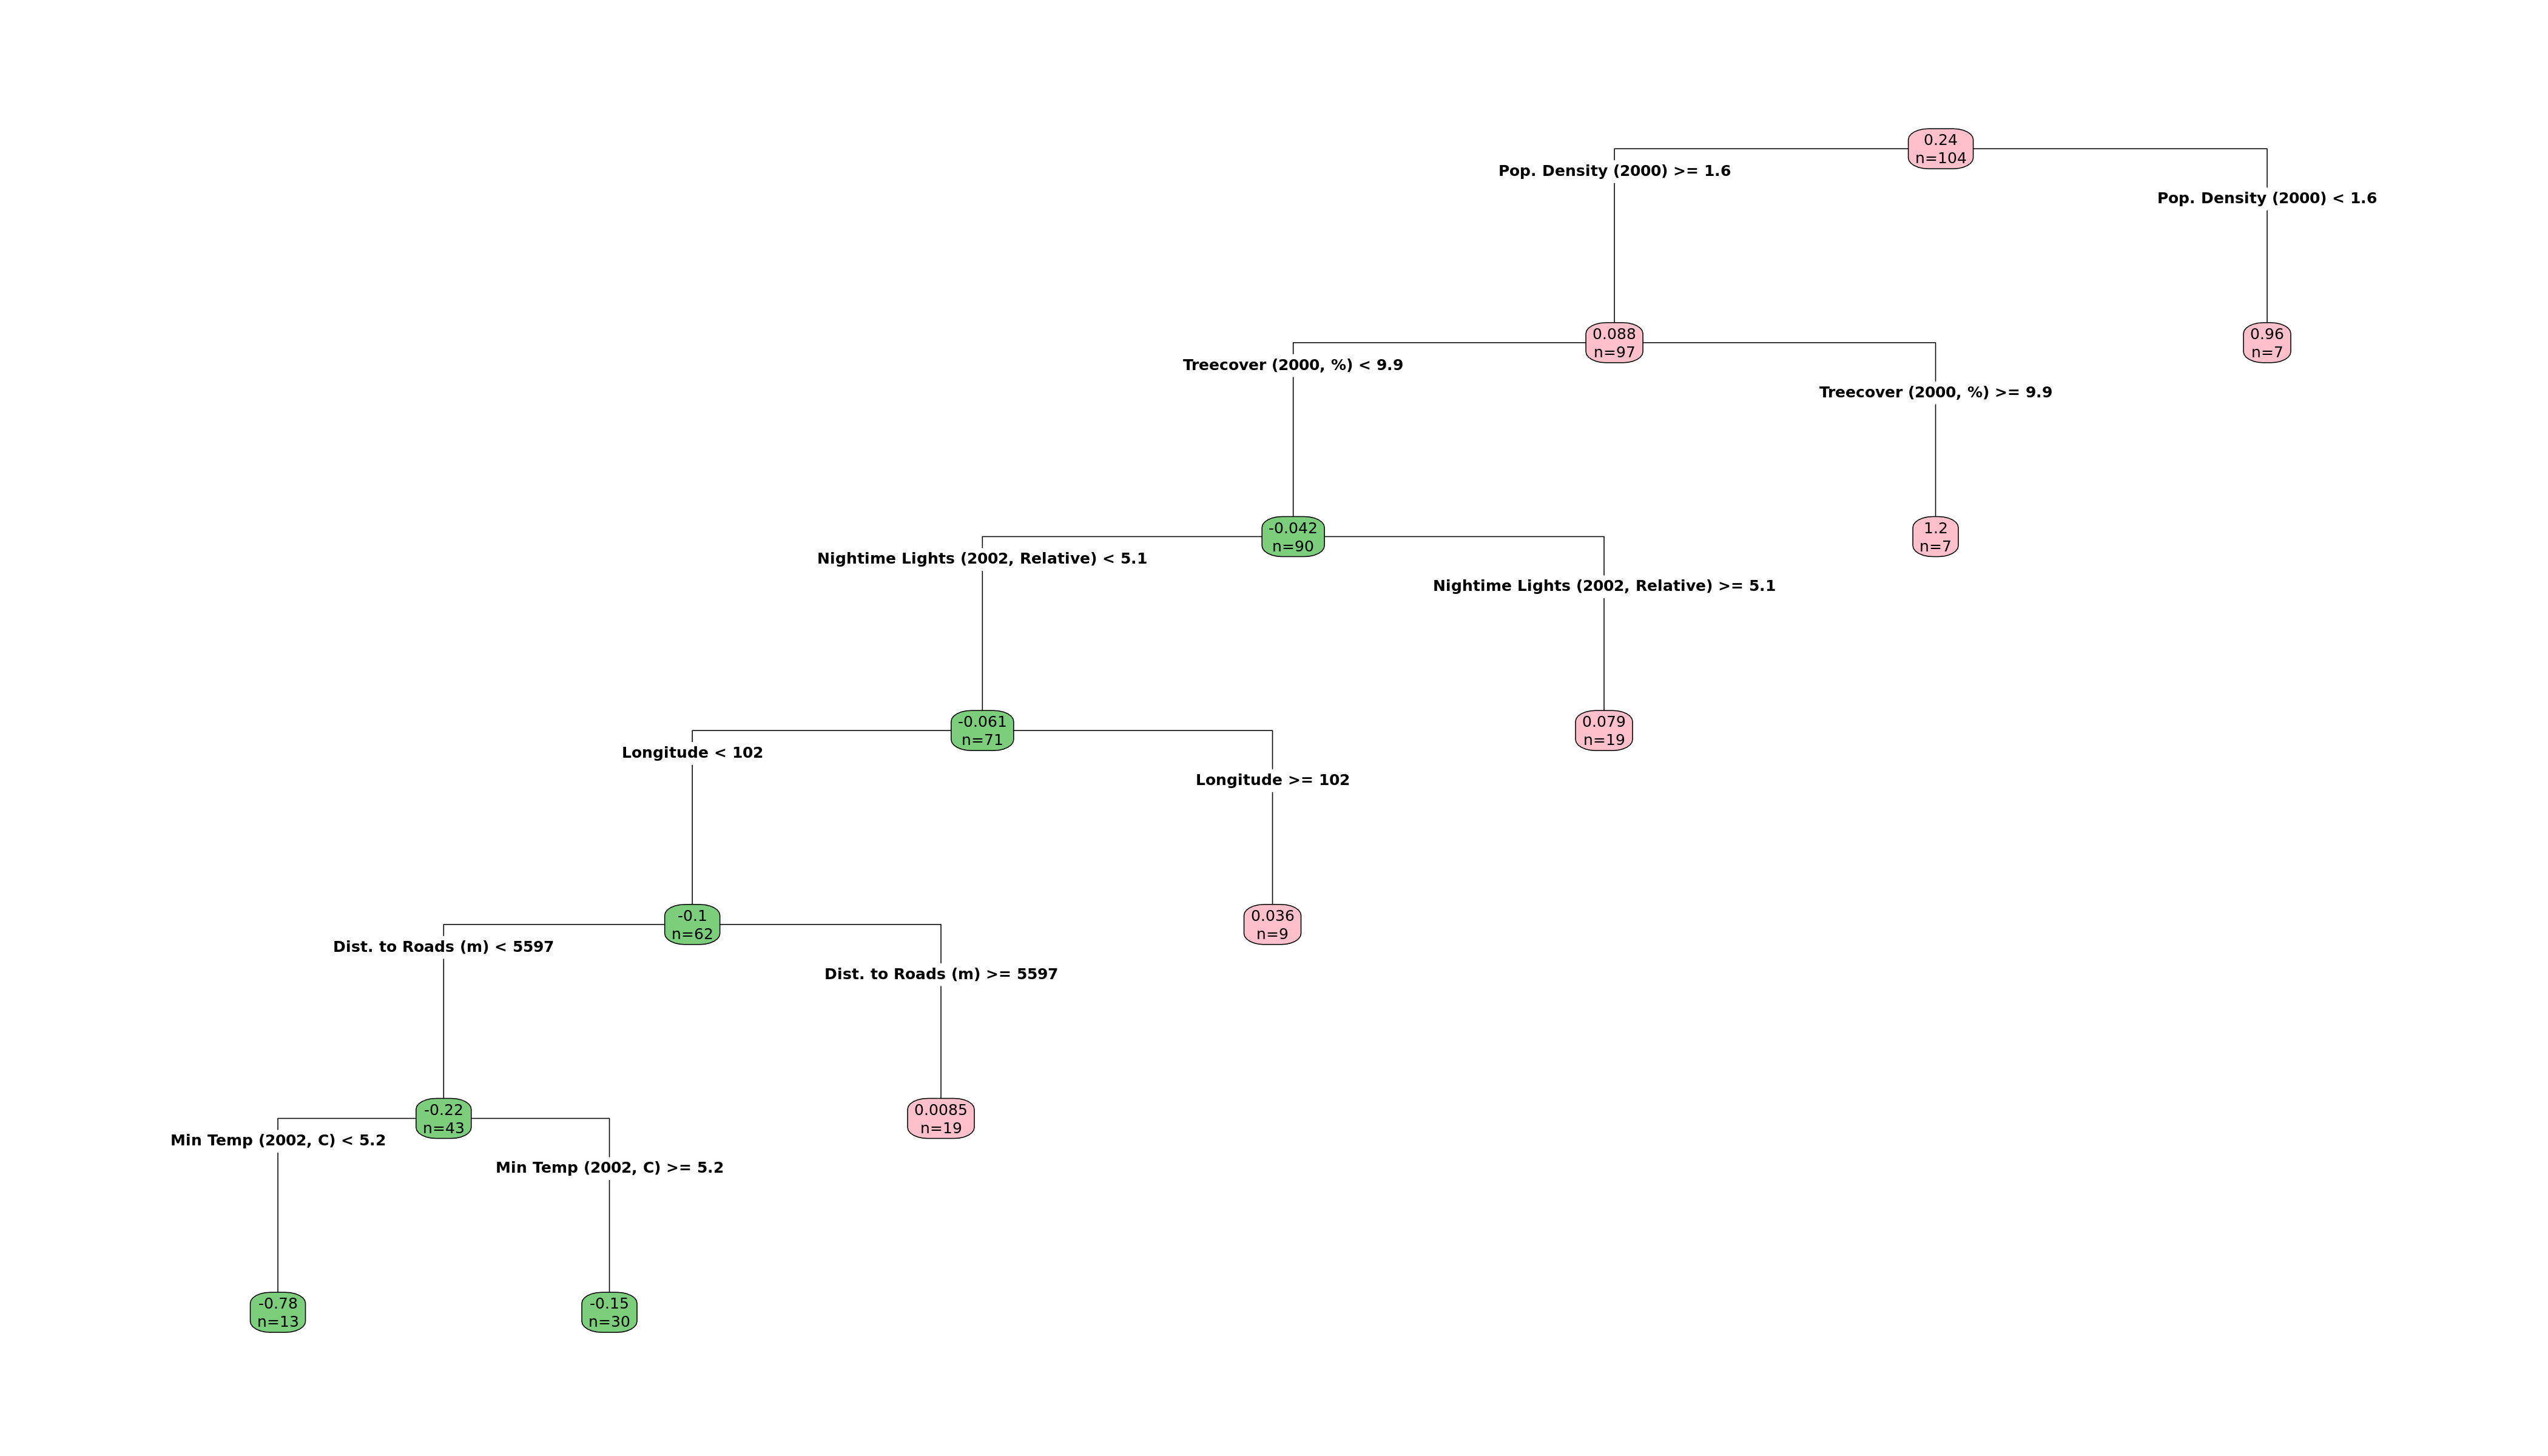 0.24
n=104
Pop. Density (2000) >= 1.6
Pop. Density (2000) < 1.6
0.088
n=97
0.96
n=7
Treecover (2000, %) < 9.9
Treecover (2000, %) >= 9.9
-0.042
n=90
1.2
n=7
Nightime Lights (2002, Relative) < 5.1
Nightime Lights (2002, Relative) >= 5.1
-0.061
n=71
0.079
n=19
Longitude < 102
Longitude >= 102
-0.1
n=62
0.036
n=9
Dist. to Roads (m) < 5597
Dist. to Roads (m) >= 5597
-0.22
n=43
0.0085
n=19
Min Temp (2002, C) < 5.2
Min Temp (2002, C) >= 5.2
-0.78
n=13
-0.15
n=30